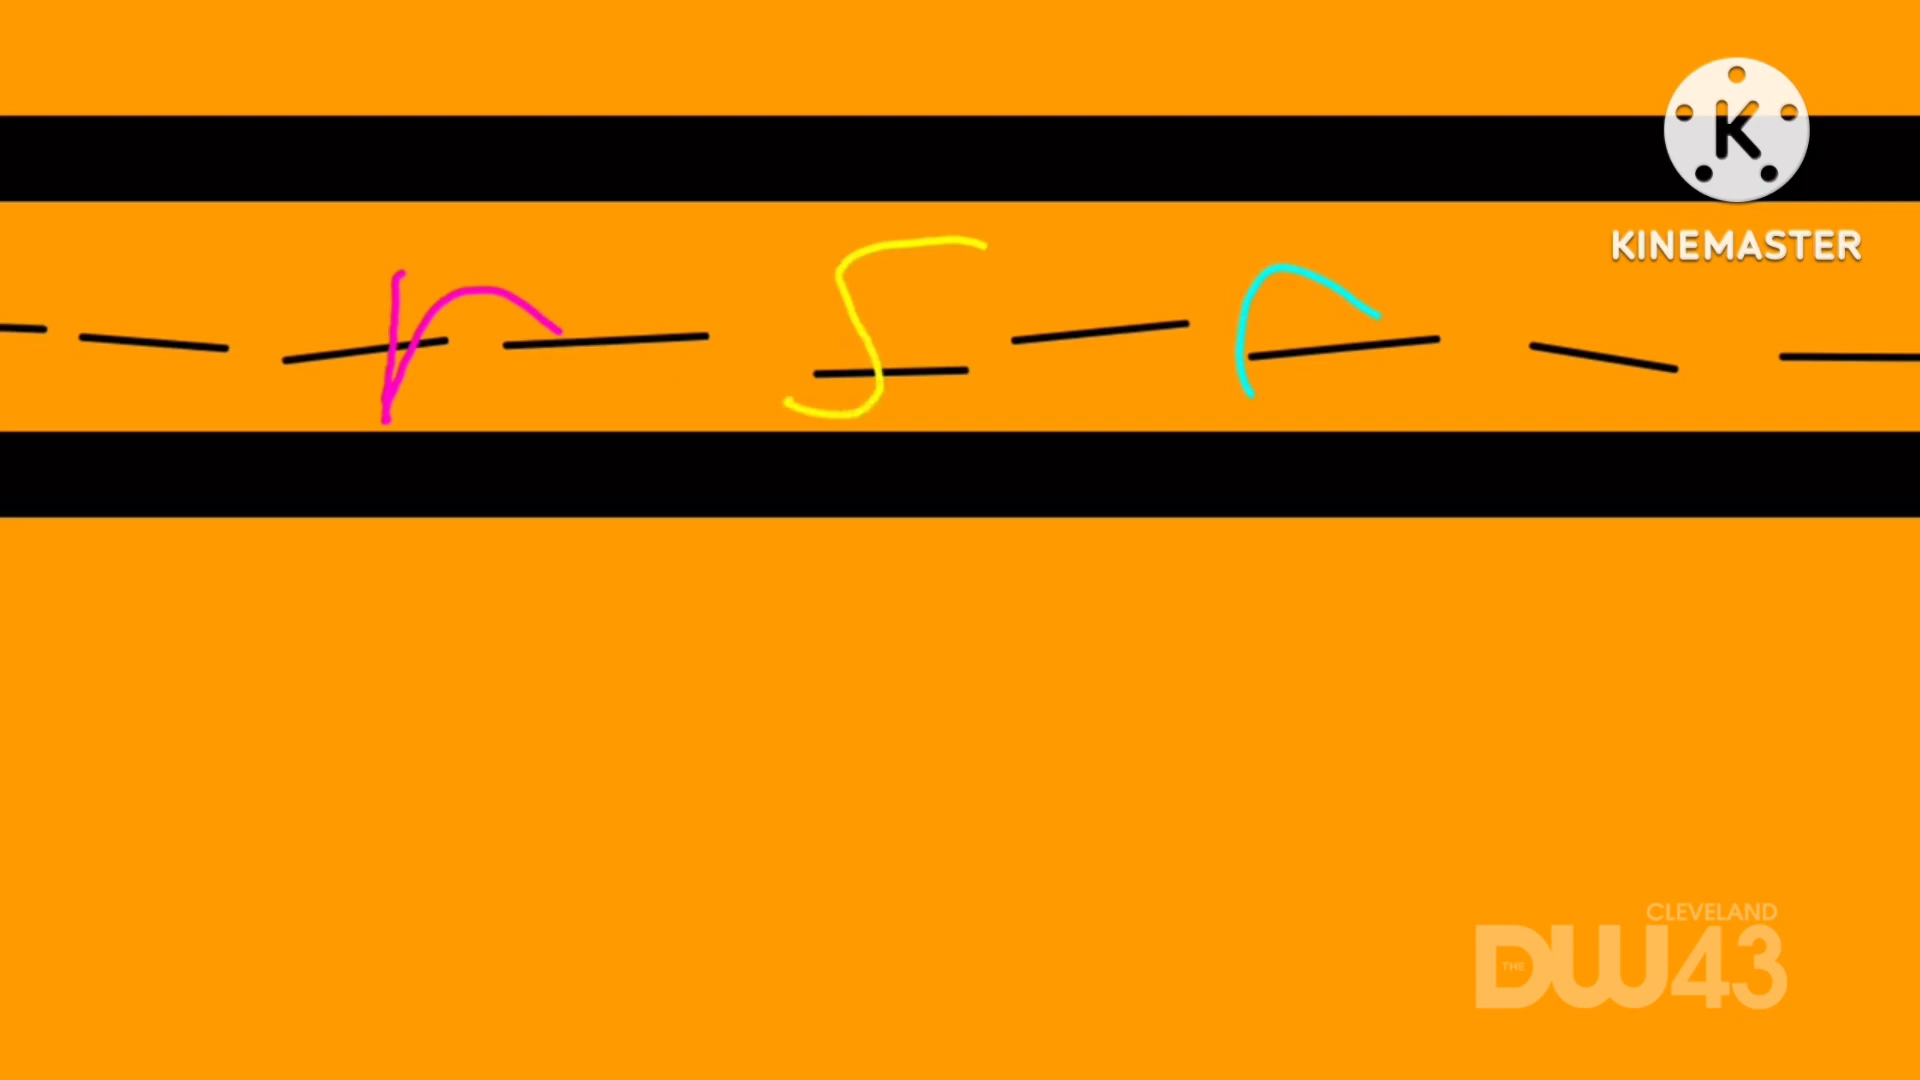 K
KINEMASTER
r s r
CLEVELAND
THE DW43